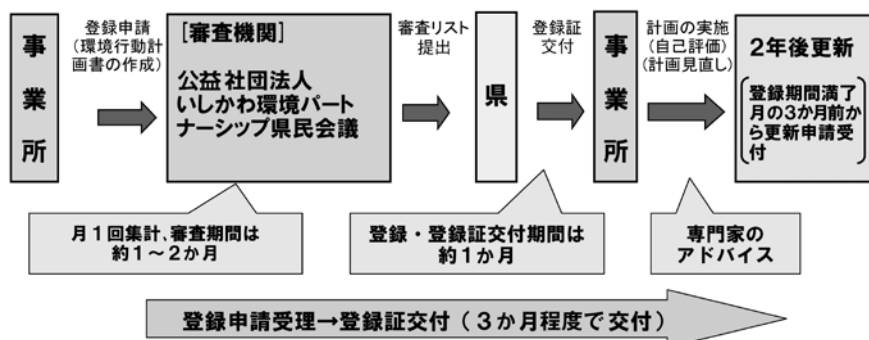 事業所
登録申請
(環境行動計
画書の作成)
[審査機関]
公益社団法人
いしかわ環境パート
ナーシップ県民会議
審査リスト
提出
県
登録証
交付
事業所
計画の実施
(自己評価)
(計画見直し)
2年後更新
登録期間満了
月の3か月前か
ら更新申請受
付
月1回集計、審査期間は
約1～2か月
登録・登録証交付期間は
約1か月
専門家の
アドバイス
登録申請受理→登録証交付（3か月程度で交付）